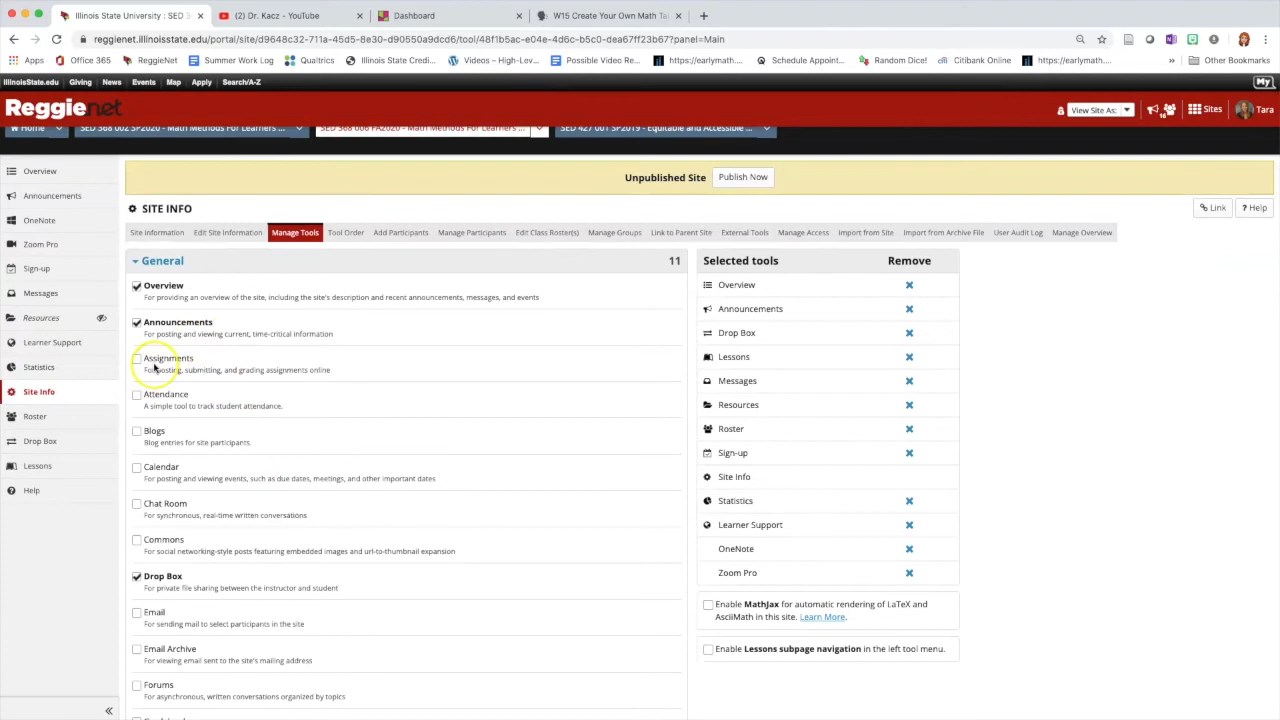 Illinois State University : SED 3
(2) Dr. Kacz - YouTube
Dashboard
W15 Create Your Own Math Ta
reggienet.illinoisstate.edu/portal/site/d9648c32-711a-45d5-8e30-d90550a9dcd6/tool/48f1b5ac-e04e-4d6c-b5c0-dea67ff23b67?panel=Main
Apps
Office 365
ReggieNet
Summer Work Log
Qualtrics
Illinois State Credi...
Videos – High-Lev...
Possible Video Re...
https://earlymath....
Schedule Appoint...
Random Dice!
Citibank Online
https://earlymath....
»
Other Bookmarks
IllinoisState.edu
Giving
News
Events
Map
Apply
Search/A-Z
My
Reggienet
View Site As:
Sites
Tara
Home
SED 368 002 SP2020 - Math Methods For Learners ...
SED 368 006 FA2020 - Math Methods For Learners ...
SED 427 001 SP2019 - Equitable and Accessible ...
Overview
Announcements
OneNote
Zoom Pro
Sign-up
Messages
Resources
Learner Support
Statistics
Site Info
Roster
Drop Box
Lessons
Help
Unpublished Site
Publish Now
SITE INFO
Link
? Help
Site Information
Edit Site Information
Manage Tools
Tool Order
Add Participants
Manage Participants
Edit Class Roster(s)
Manage Groups
Link to Parent Site
External Tools
Manage Access
Import from Site
Import from Archive File
User Audit Log
Manage Overview
General
11
Overview
For providing an overview of the site, including the site's description and recent announcements, messages, and events
Announcements
For posting and viewing current, time-critical information
Assignments
For posting, submitting, and grading assignments online
Attendance
A simple tool to track student attendance.
Blogs
Blog entries for site participants.
Calendar
For posting and viewing events, such as due dates, meetings, and other important dates
Chat Room
For synchronous, real-time written conversations
Commons
For social networking-style posts featuring embedded images and url-to-thumbnail expansion
Drop Box
For private file sharing between the instructor and student
Email
For sending mail to select participants in the site
Email Archive
For viewing email sent to the site's mailing address
Forums
For asynchronous, written conversations organized by topics
Selected tools
Remove
Overview
Announcements
Drop Box
Lessons
Messages
Resources
Roster
Sign-up
Site Info
Statistics
Learner Support
OneNote
Zoom Pro
Enable MathJax for automatic rendering of LaTeX and
AsciiMath in this site. Learn More.
Enable Lessons subpage navigation in the left tool menu.